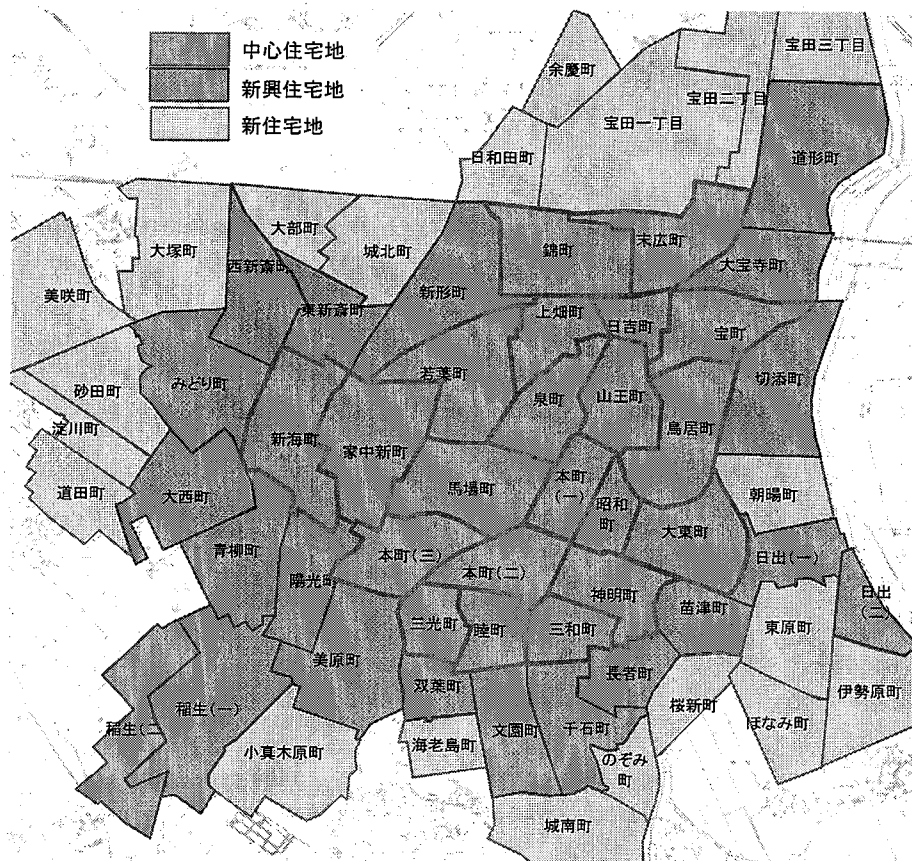 中心住宅地
新興住宅地
新住宅地
宝田三丁目
余慶町
宝田二丁目
宝田一丁目
日和田町
道形町
大部町
末広町
大塚町
城北町
錦町
西新斎町
大宝寺町
美咲町
新形町
東新斎町
上畑町
日吉町
宝町
みどり町
若葉町
切添町
砂田町
泉町
山王町
淀川町
新海町
鳥居町
家中新町
道田町
大西町
馬場町
本町
(一)
昭和
町
朝暘町
大東町
青柳町
本町(三)
日出(一)
陽光町
本町(二)
神明町
日出
(二)
苗津町
三光町
睦町
三和町
東原町
美原町
長者町
双葉町
伊勢原町
稲生(一)
桜新町
稲生(二
ほなみ町
小真木原町
海老島町
文園町
千石町
のぞみ
町
城南町